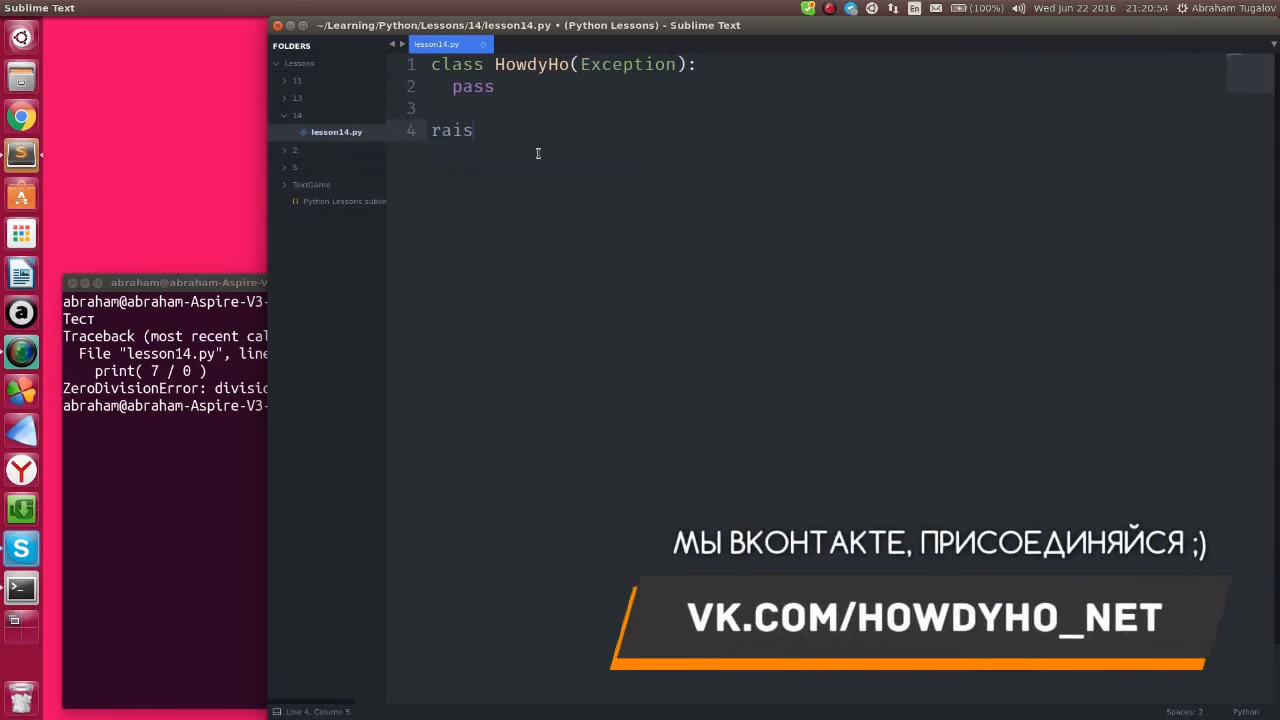 Sublime Text
En
(100%)
Wed Jun 22 2016
21:20:54
Abraham Tugalov
~/Learning/Python/Lessons/14/lesson14.py • (Python Lessons) - Sublime Text
FOLDERS
Lessons
11
13
14
lesson14.py
2
5
TextGame
Python Lessons.sublim
lesson14.py
1 class HowdyHo(Exception):
2 pass
3
4 rais
abraham@abraham-Aspire-V
abraham@abraham-Aspire-V3-
Тест
Traceback (most recent cal
File "lesson14.py", line
print( 7 / 0 )
ZeroDivisionError: divisio
abraham@abraham-Aspire-V3-
МЫ ВКОНТАКТЕ, ПРИСОЕДИНЯЙСЯ ;)
VK.COM/HOWDYHO_NET
Line 4, Column 5
Spaces: 2
Python